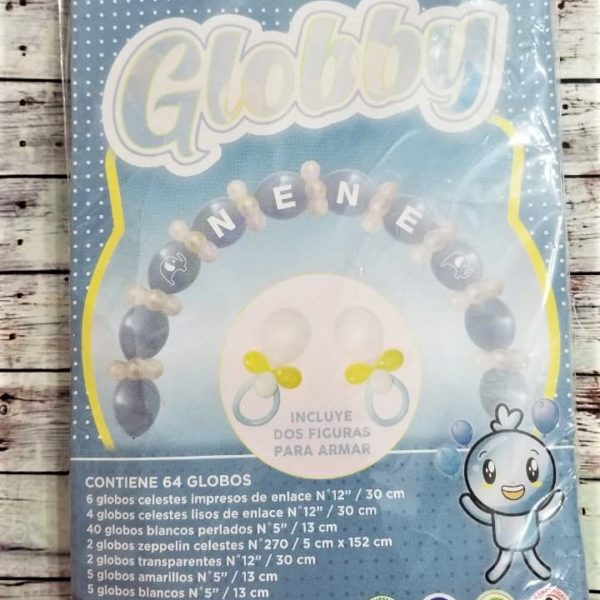 Globby
NENE
INCLUYE
DOS FIGURAS
PARA ARMAR
CONTIENE 64 GLOBOS
6 globos celestes impresos de enlace N°12" / 30 cm
4 globos celestes lisos de enlace N°12" / 30 cm
40 globos blancos perlados N°5" / 13 cm
2 globos zeppelin celestes N°270 / 5 cm x 152 cm
2 globos transparentes N°12" / 30 cm
5 globos amarillos N°5" / 13 cm
5 globos blancos N°5" / 13 cm